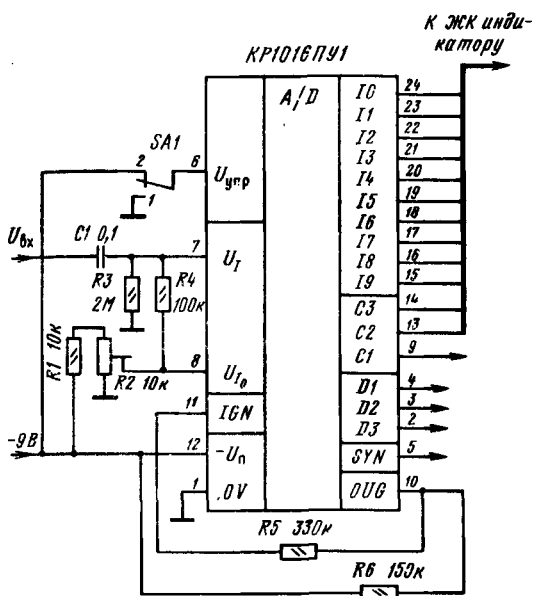 К ЖК инди-
катору
КР1016ПУ1
A/D
SA1
2
1
6
Uупр
Uвх
C1 0,1
7
UI
R3
2М
R4
100к
R1 10к
R2 10к
8
UI0
11
IGN
-9В
12
-Uп
1
.0V
I0
24
I1
23
I2
22
I3
21
I4
20
I5
19
I6
18
I7
17
I8
16
I9
15
C3
14
C2
13
C1
9
D1
4
D2
3
D3
2
SYN
5
OUG
10
R5 330к
R6 150к